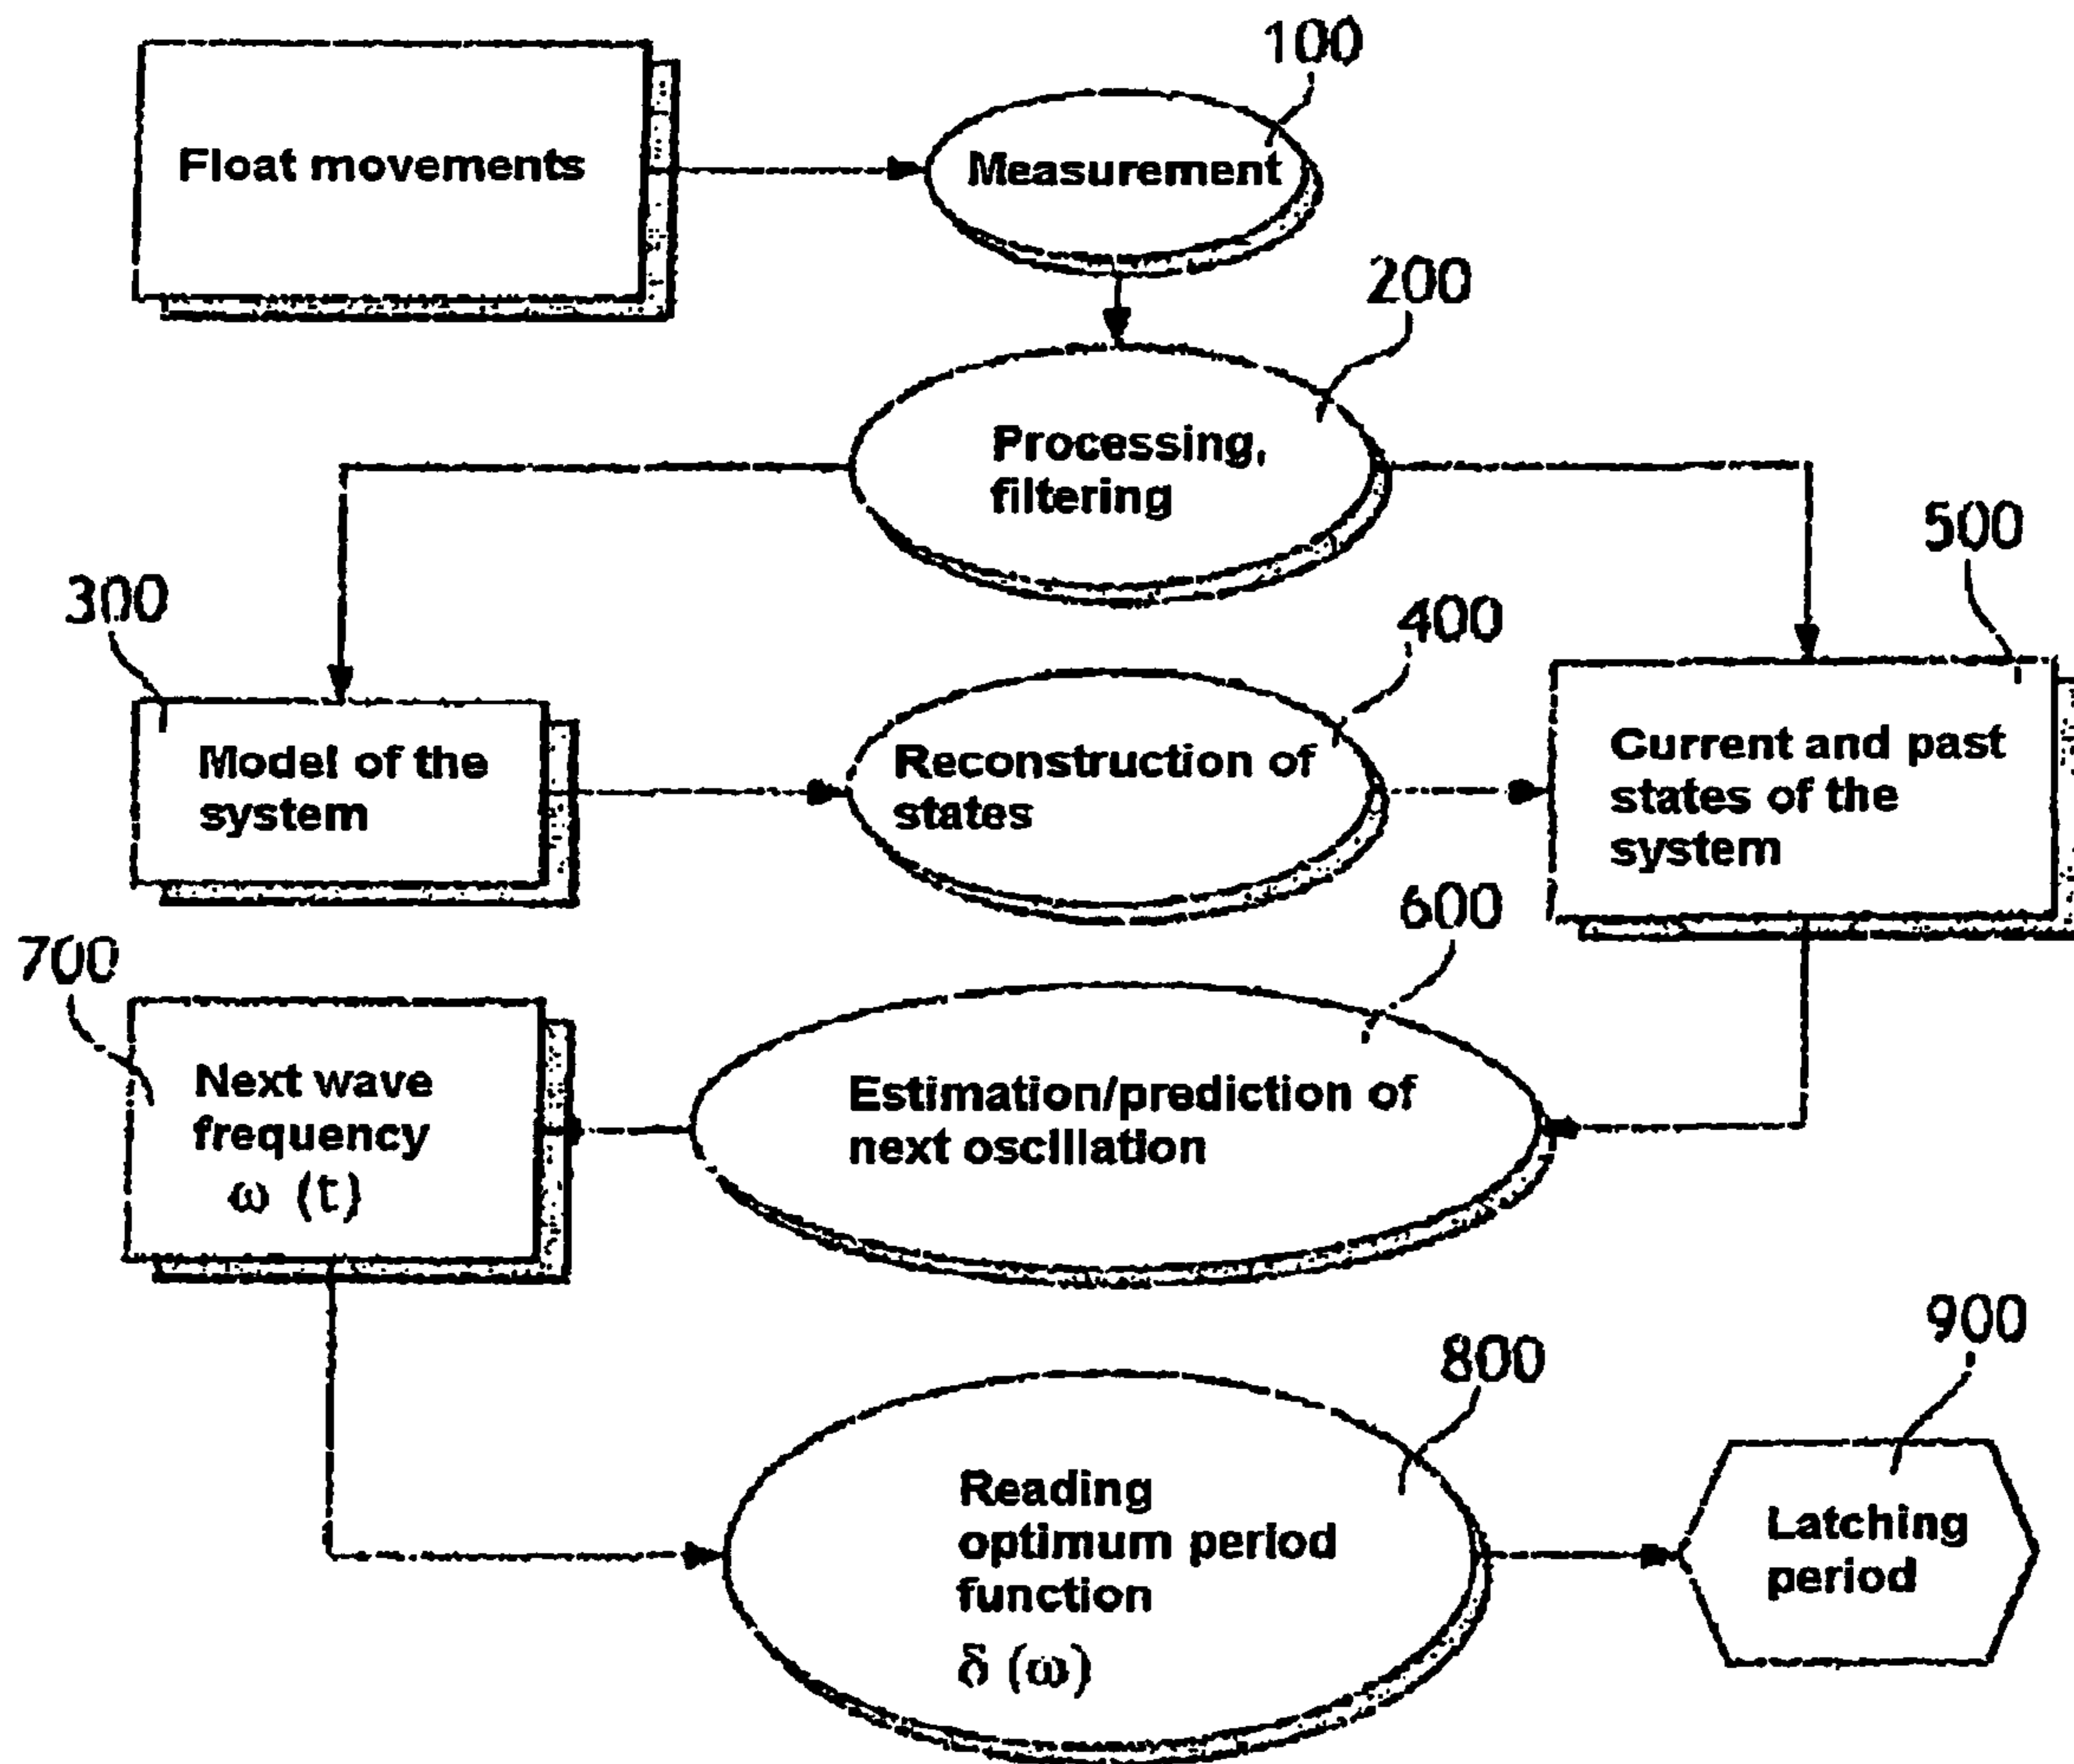 100
Float movements
Measurement
200
Processing,
filtering
500
300
400
Model of the
system
Reconstruction of
states
Current and past
states of the
system
600
700
Next wave
frequency
ω (t)
Estimation/prediction of
next oscillation
900
800
Reading
optimum period
function
δ (ω)
Latching
period